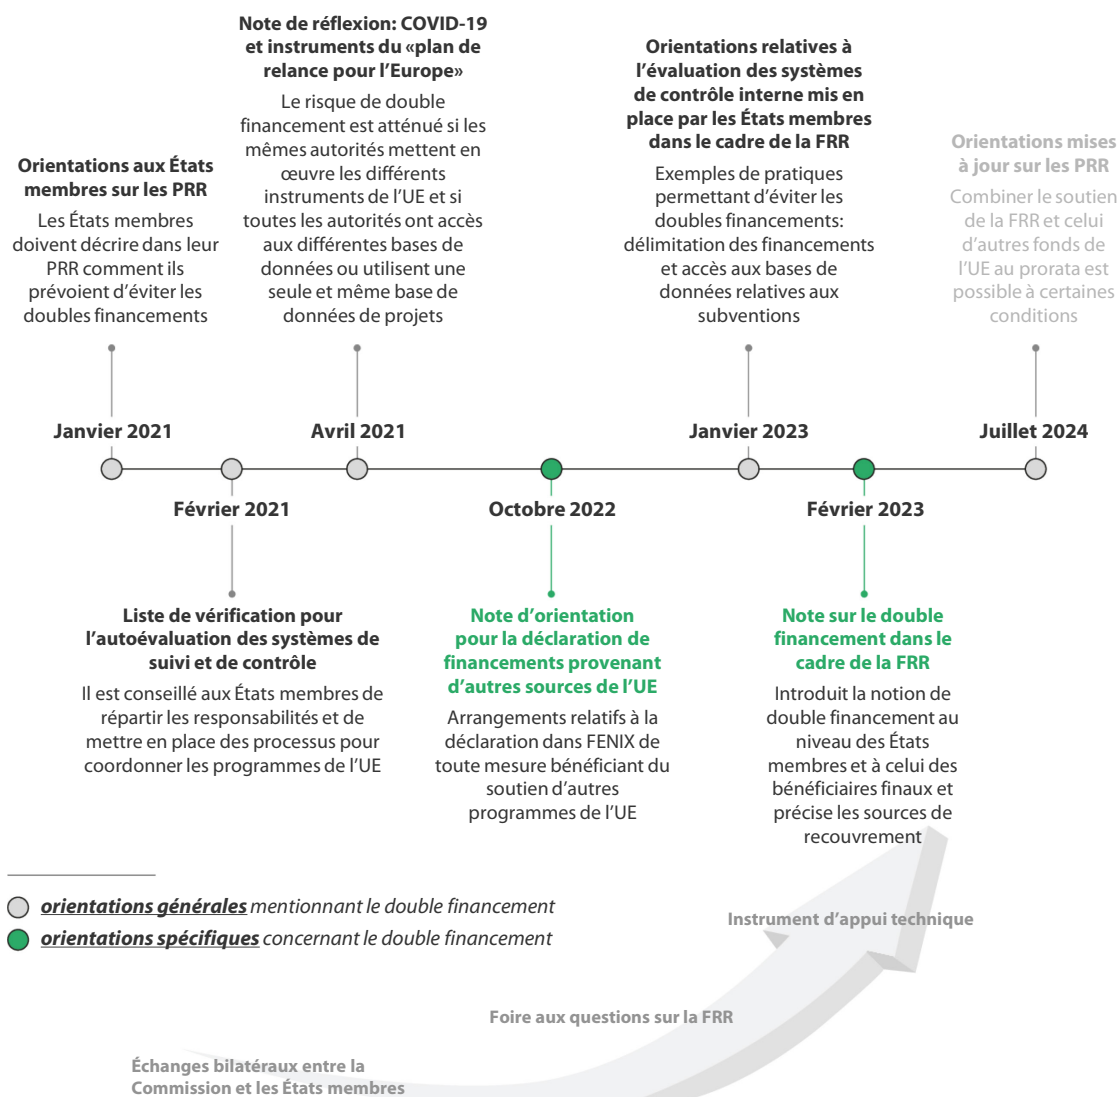 Orientations aux États
membres sur les PRR
Les États membres
doivent décrire dans leur
PRR comment ils
prévoient d'éviter les
doubles financements
Janvier 2021
Note de réflexion: COVID-19
et instruments du «plan de
relance pour l'Europe»
Le risque de double
financement est atténué si les
mêmes autorités mettent en
œuvre les différents
instruments de l'UE et si
toutes les autorités ont accès
aux différentes bases de
données ou utilisent une
seule et même base de
données de projets
Avril 2021
Orientations relatives à
l'évaluation des systèmes
de contrôle interne mis en
place par les États membres
dans le cadre de la FRR
Exemples de pratiques
permettant d'éviter les
doubles financements:
délimitation des financements
et accès aux bases de
données relatives aux
subventions
Janvier 2023
Orientations mises
à jour sur les PRR
Combiner le soutien
de la FRR et celui
d'autres fonds de
l'UE au prorata est
possible à certaines
conditions
Juillet 2024
Février 2021
Liste de vérification pour
l'autoévaluation des systèmes de
suivi et de contrôle
Il est conseillé aux États membres de
répartir les responsabilités et de
mettre en place des processus pour
coordonner les programmes de l'UE
Octobre 2022
Note d'orientation
pour la déclaration de
financements provenant
d'autres sources de l'UE
Arrangements relatifs à la
déclaration dans FENIX de
toute mesure bénéficiant du
soutien d'autres
programmes de l'UE
Février 2023
Note sur le double
financement dans le
cadre de la FRR
Introduit la notion de
double financement au
niveau des États
membres et à celui des
bénéficiaires finaux et
précise les sources de
recouvrement
orientations générales mentionnant le double financement
orientations spécifiques concernant le double financement
Instrument d'appui technique
Foire aux questions sur la FRR
Échanges bilatéraux entre la
Commission et les États membres